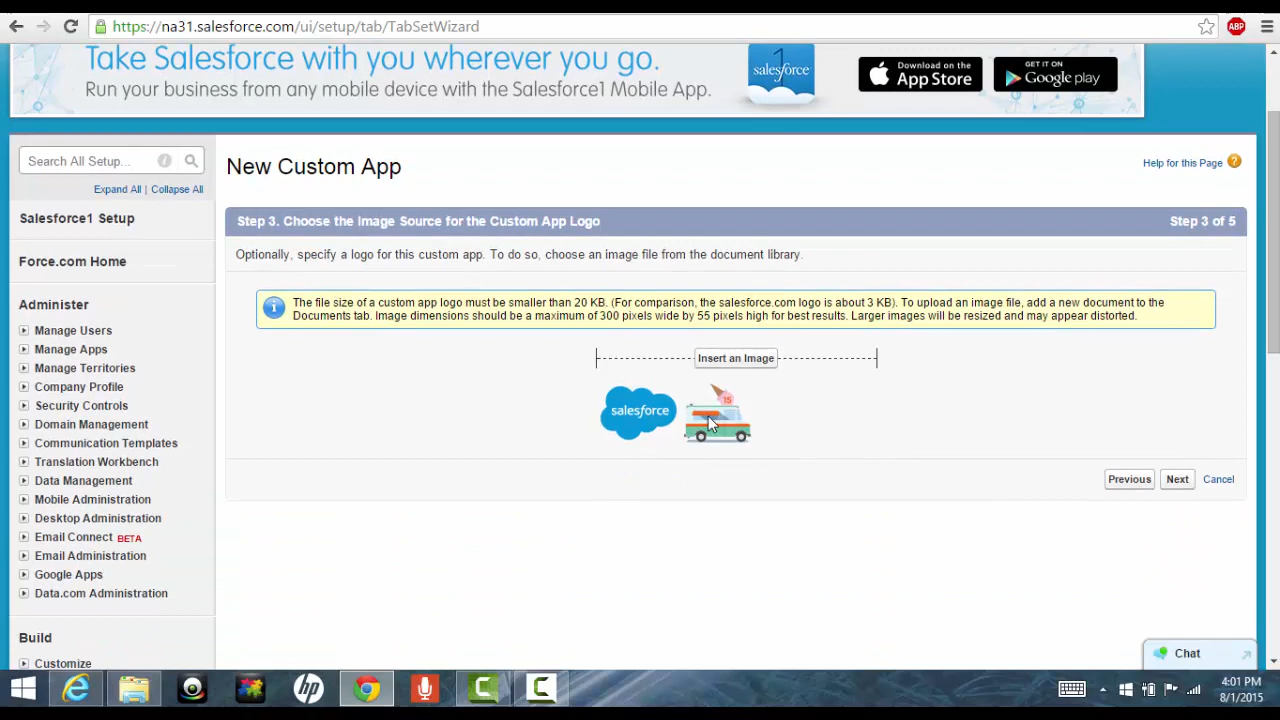 https://na31.salesforce.com/ui/setup/tab/TabSetWizard
ABP
Take Salesforce with you wherever you go.
Run your business from any mobile device with the Salesforce1 Mobile App.
1
salesforce
Download on the
App Store
GET IT ON
Google play
Search All Setup...
Expand All | Collapse All
Salesforce1 Setup
Force.com Home
Administer
Manage Users
Manage Apps
Manage Territories
Company Profile
Security Controls
Domain Management
Communication Templates
Translation Workbench
Data Management
Mobile Administration
Desktop Administration
Email Connect BETA
Email Administration
Google Apps
Data.com Administration
Build
Customize
New Custom App
Help for this Page ?
Step 3. Choose the Image Source for the Custom App Logo
Step 3 of 5
Optionally, specify a logo for this custom app. To do so, choose an image file from the document library.
The file size of a custom app logo must be smaller than 20 KB. (For comparison, the salesforce.com logo is about 3 KB). To upload an image file, add a new document to the
Documents tab. Image dimensions should be a maximum of 300 pixels wide by 55 pixels high for best results. Larger images will be resized and may appear distorted.
Insert an Image
salesforce
15
Previous
Next
Cancel
Chat
hp
4:01 PM
8/1/2015